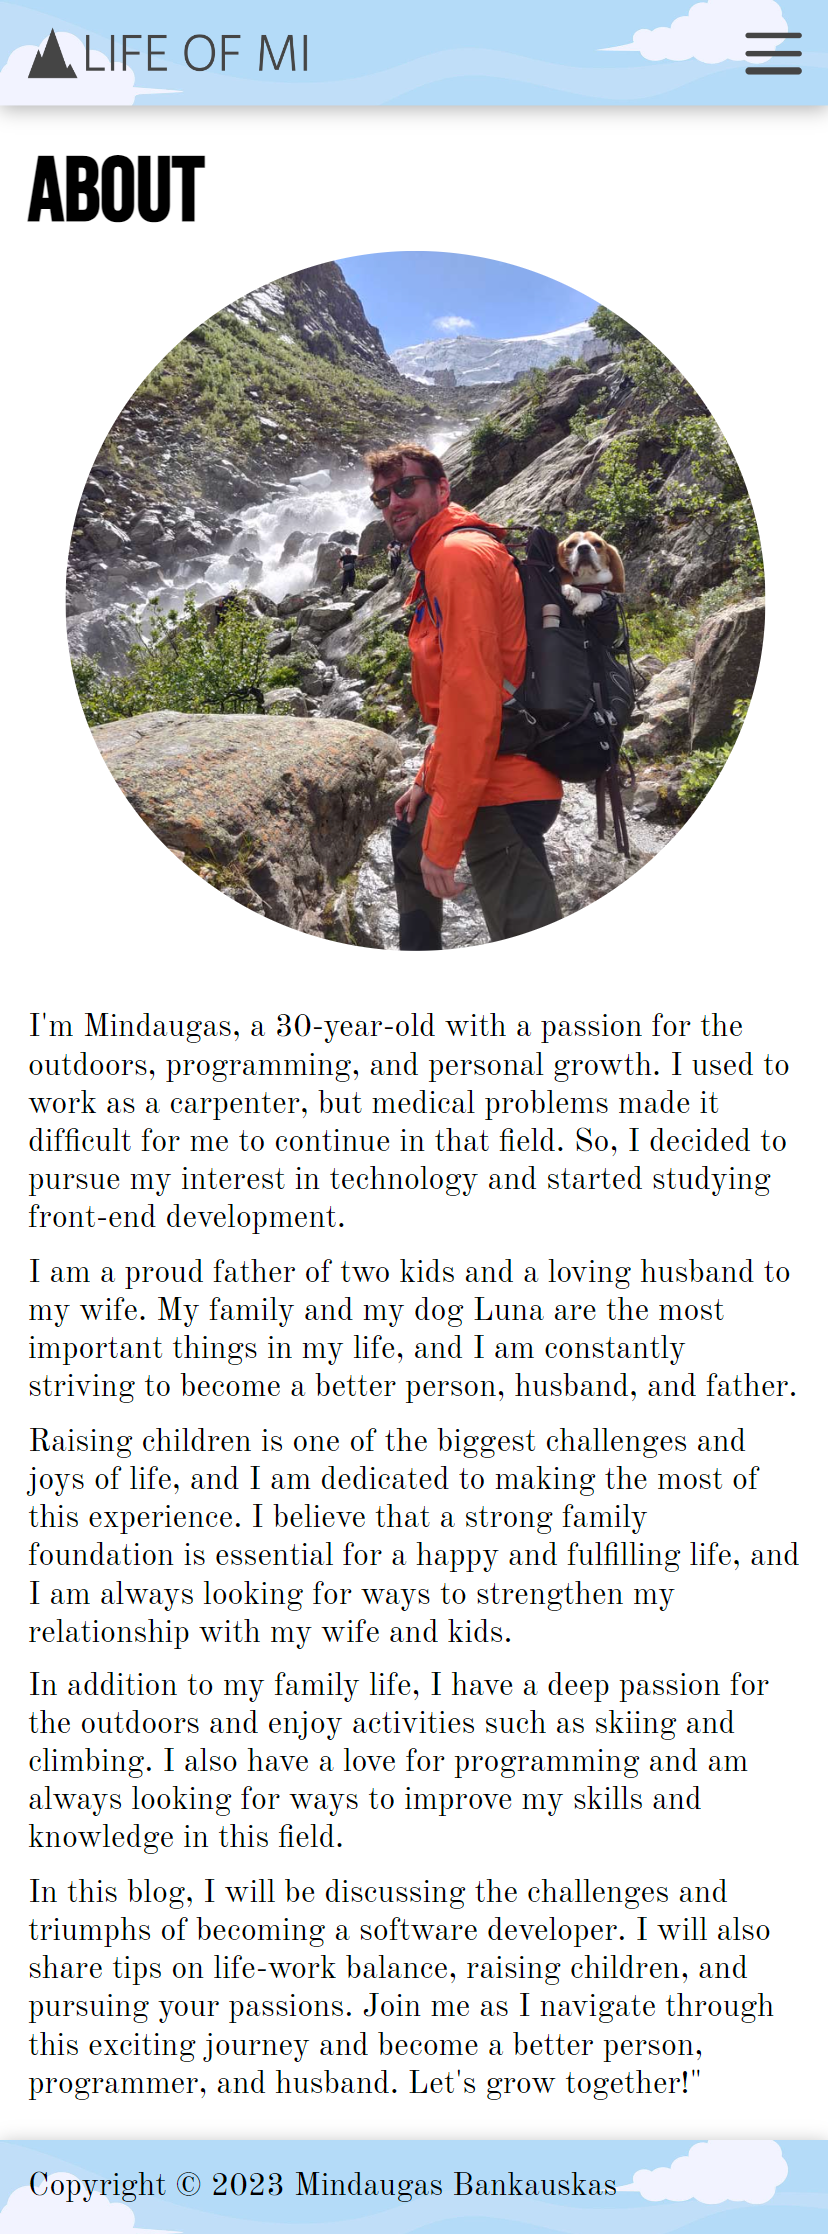 LIFE OF MI
ABOUT
I'm Mindaugas, a 30-year-old with a passion for the
outdoors, programming, and personal growth. I used to
work as a carpenter, but medical problems made it
difficult for me to continue in that field. So, I decided to
pursue my interest in technology and started studying
front-end development.
I am a proud father of two kids and a loving husband to
my wife. My family and my dog Luna are the most
important things in my life, and I am constantly
striving to become a better person, husband, and father.
Raising children is one of the biggest challenges and
joys of life, and I am dedicated to making the most of
this experience. I believe that a strong family
foundation is essential for a happy and fulfilling life, and
I am always looking for ways to strengthen my
relationship with my wife and kids.
In addition to my family life, I have a deep passion for
the outdoors and enjoy activities such as skiing and
climbing. I also have a love for programming and am
always looking for ways to improve my skills and
knowledge in this field.
In this blog, I will be discussing the challenges and
triumphs of becoming a software developer. I will also
share tips on life-work balance, raising children, and
pursuing your passions. Join me as I navigate through
this exciting journey and become a better person,
programmer, and husband. Let's grow together!"
Copyright © 2023 Mindaugas Bankauskas